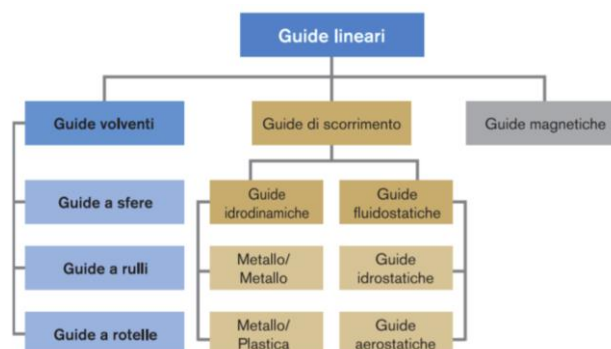 Guide lineari
Guide volventi
Guide di scorrimento
Guide magnetiche
Guide a sfere
Guide
idrodinamiche
Guide
fluidostatiche
Guide a rulli
Metallo/
Metallo
Guide
idrostatiche
Guide a rotelle
Metallo/
Plastica
Guide
aerostatiche